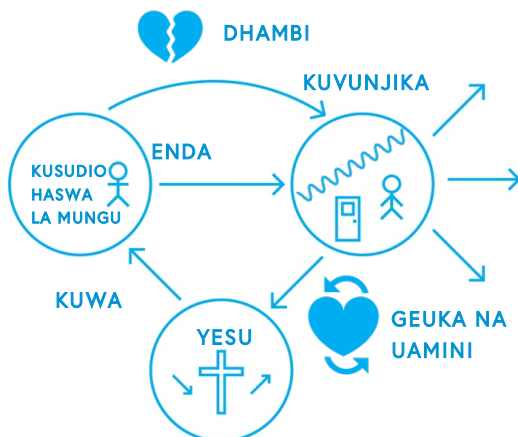 DHAMBI
KUVUNJIKA
ENDA
KUSUDIO
HASWA
LA MUNGU
KUWA
YESU
GEUKA NA
UAMINI